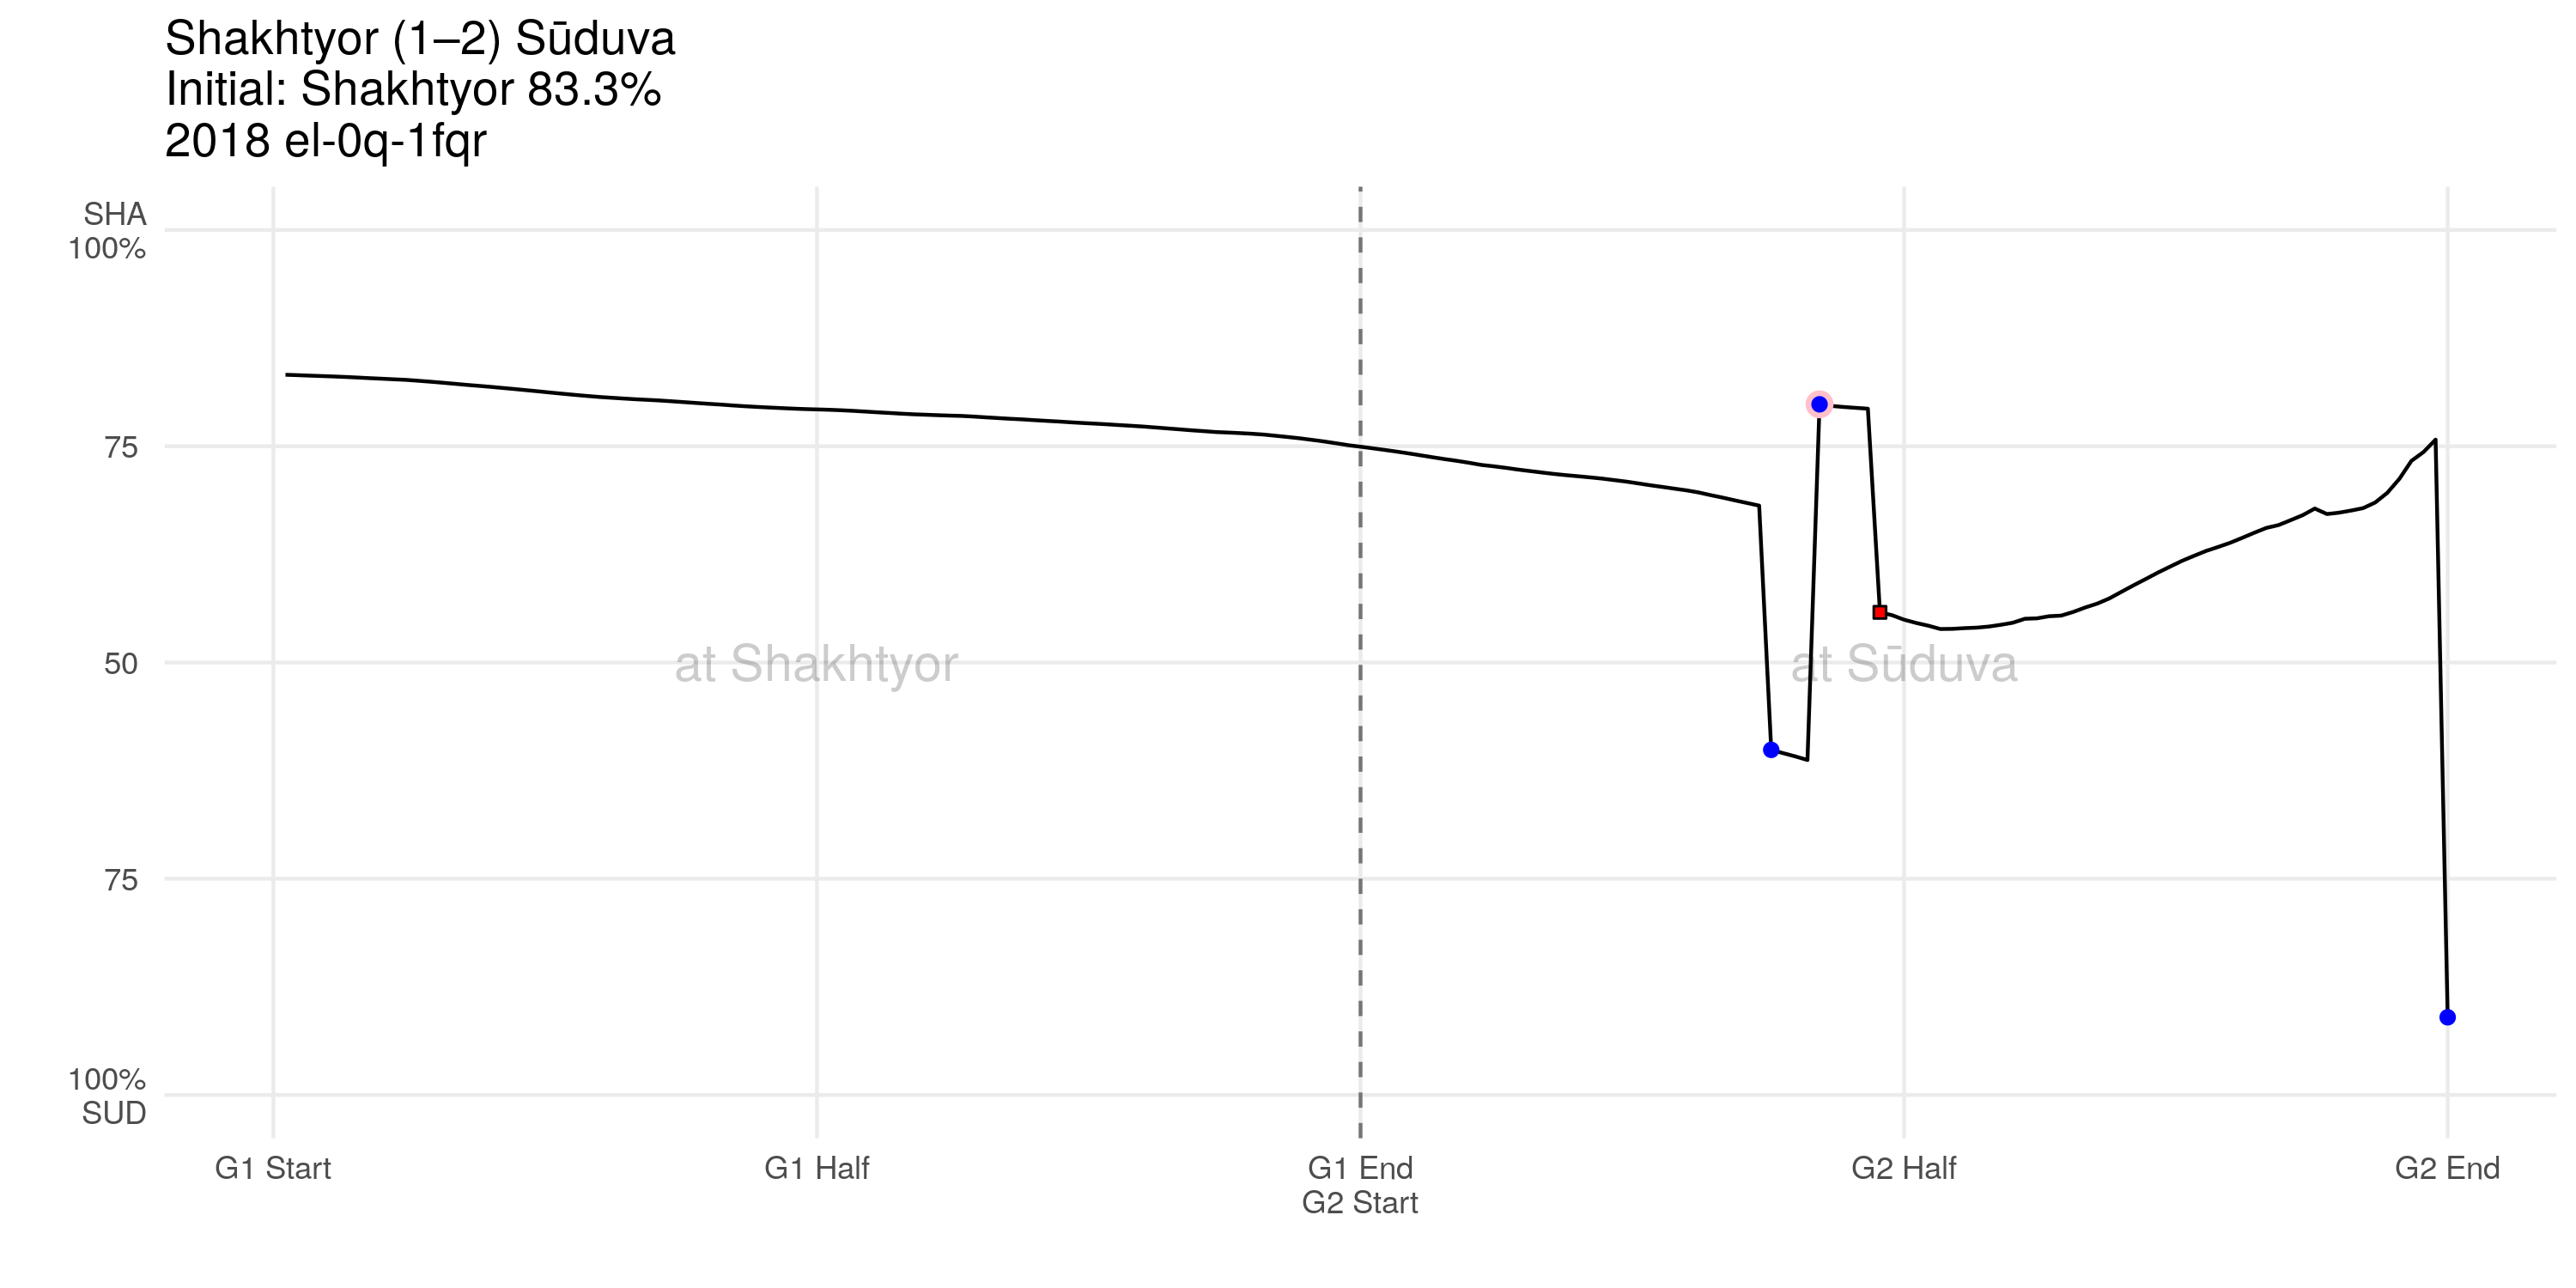 Shakhtyor (1–2) Sūduva
Initial: Shakhtyor 83.3%
2018 el-0q-1fqr
SHA
100%
75
50
75
100%
SUD
at Shakhtyor
at Sūduva
G1 Start
G1 Half
G1 End
G2 Start
G2 Half
G2 End